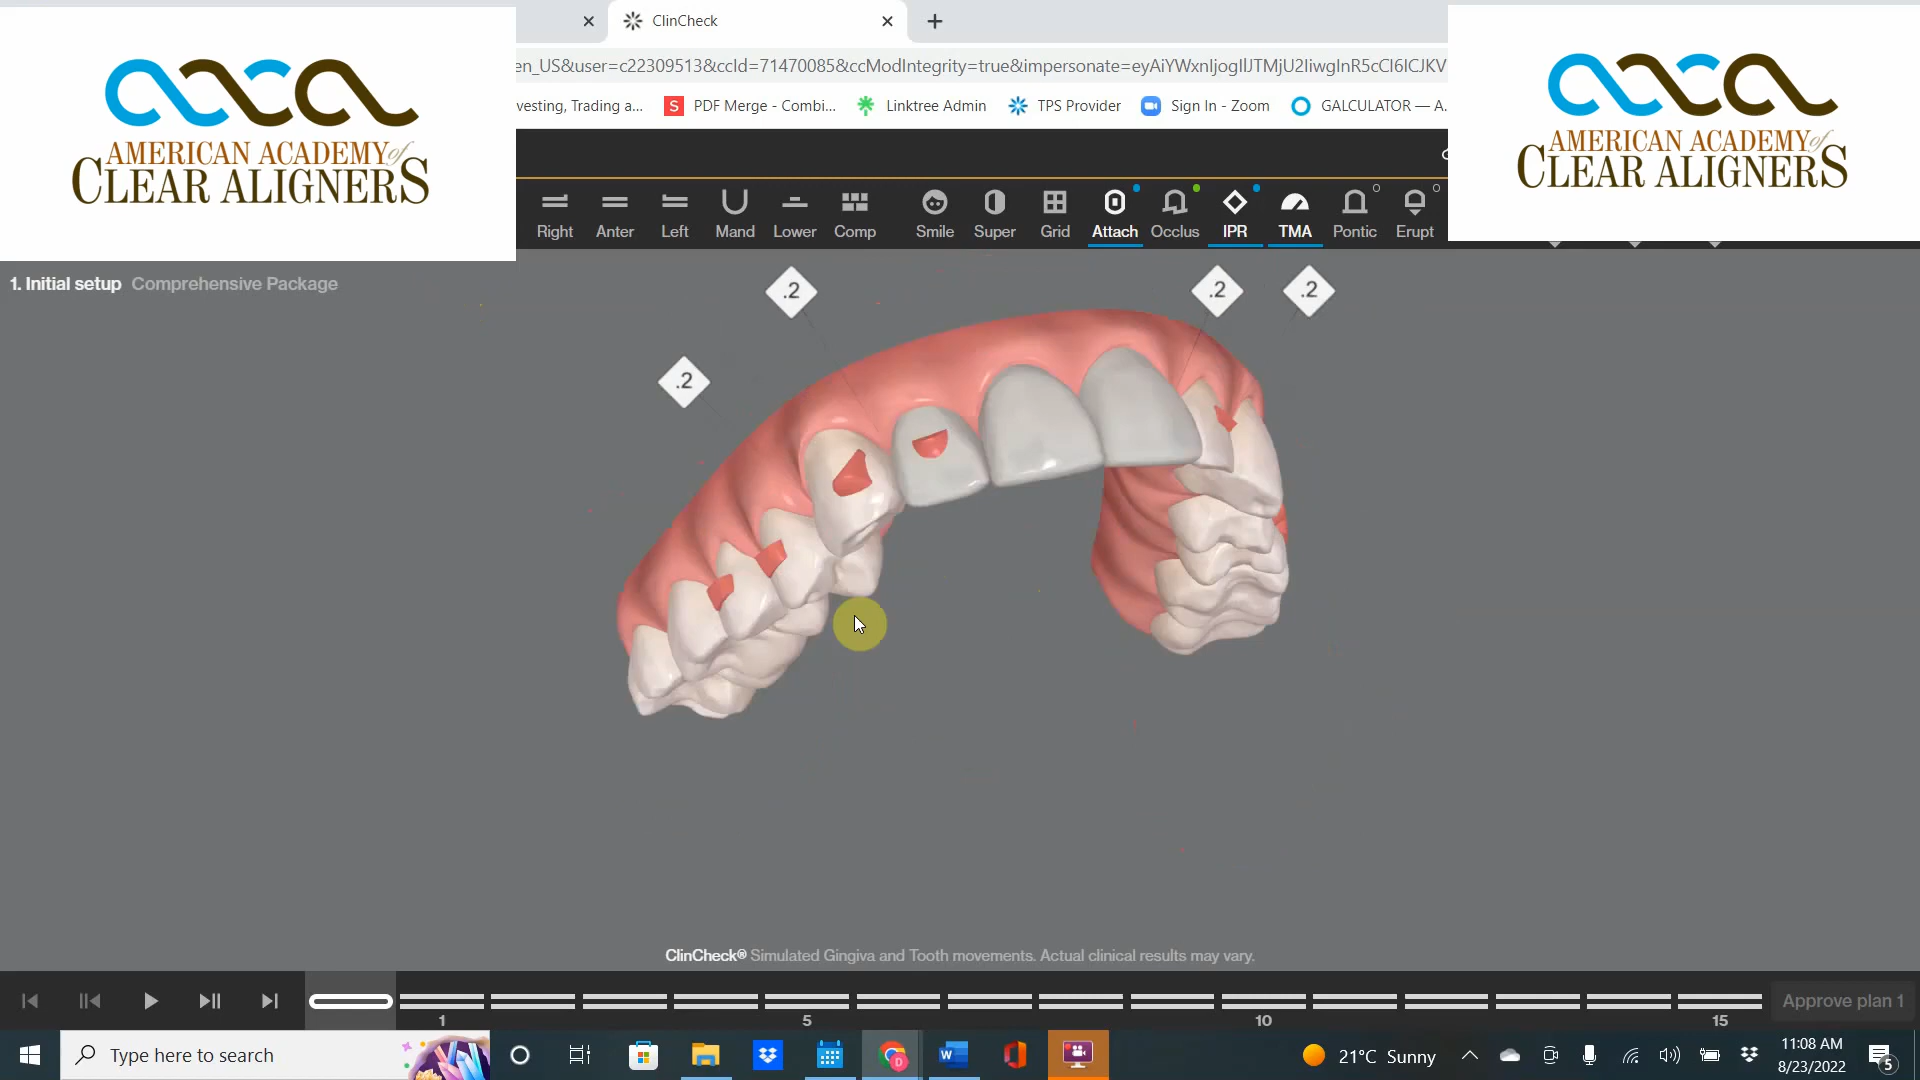 ClinCheck
en_US&user=c22309513&ccId=71470085&ccModIntegrity=true&impersonate=
vesting, Trading a... PDF Merge - Combi... Linktree Admin TPS Provider Sign In - Zoom GALCULATOR — A.
AMERICAN ACADEMY of
CLEAR ALIGNERS
AMERICAN ACADEMY of
CLEAR ALIGNERS
Right Anter Left Mand Lower Comp Smile Super Grid Attach Occlus IPR TMA Pontic Erupt
1. Initial setup Comprehensive Package
.2 .2 .2
.2
ClinCheck® Simulated Gingiva and Tooth movements. Actual clinical results may vary.
Approve plan 1
1 5 10 15
Type here to search
21°C Sunny
11:08 AM
8/23/2022
5